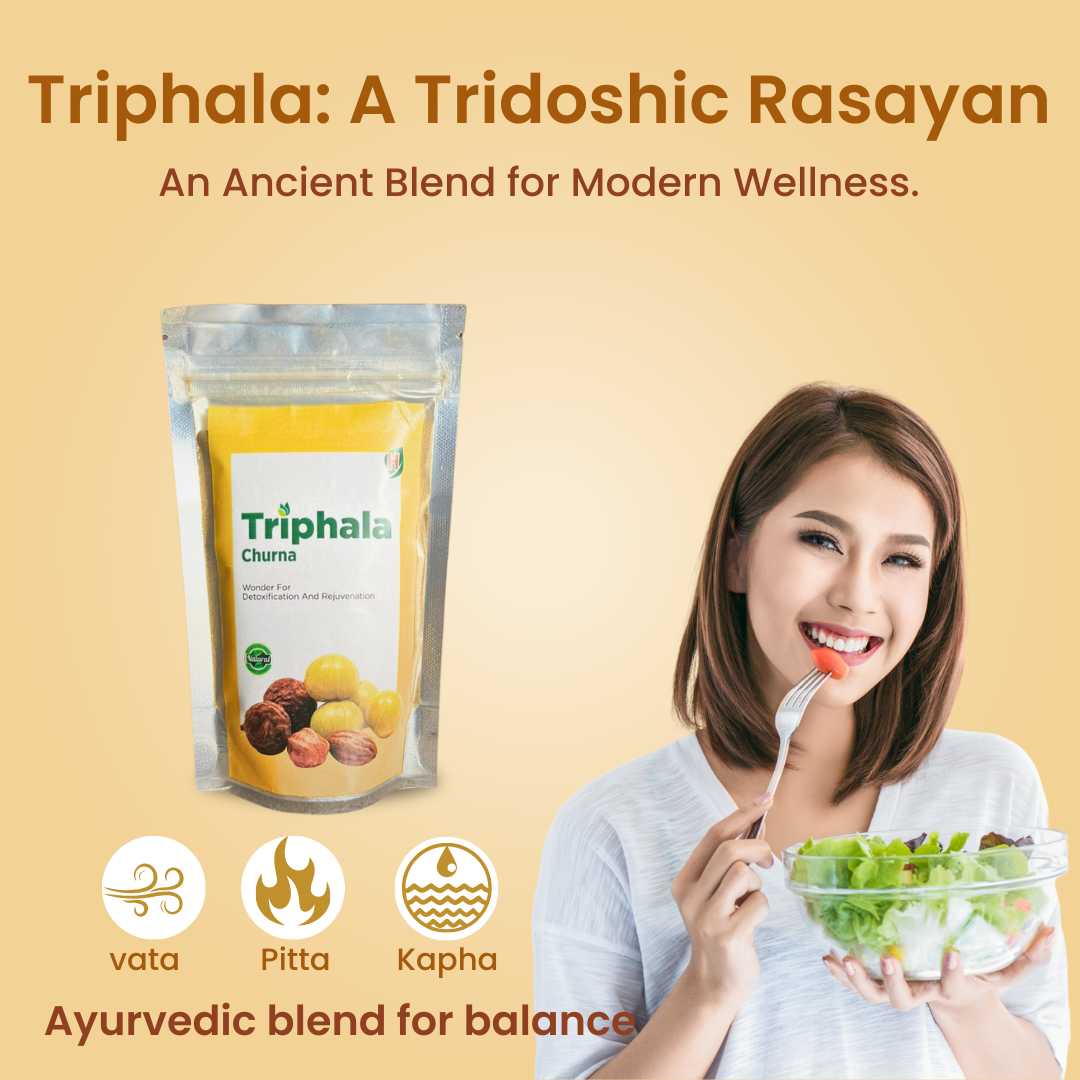 Triphala: A Tridoshic Rasayan
An Ancient Blend for Modern Wellness.
H
Triphala
Churna
Wonder For
Detoxification And Rejuvenation
Natural
vata
Pitta
Kapha
Ayurvedic blend for balance